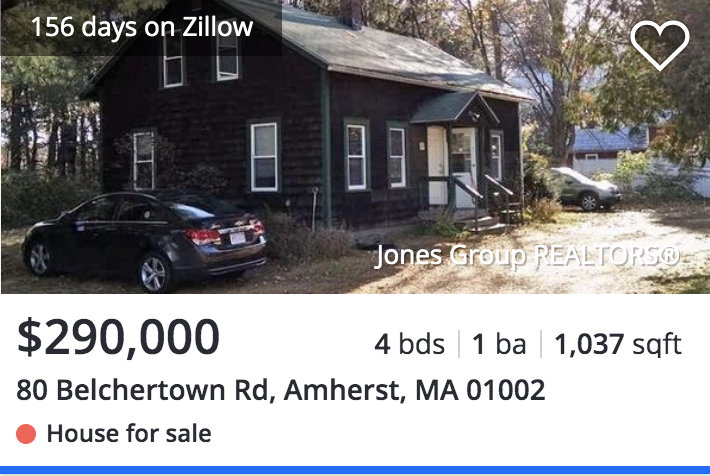 156 days on Zillow
Jones Group REALTORS®
$290,000 4 bds | 1 ba | 1,037 sqft
80 Belchertown Rd, Amherst, MA 01002
House for sale